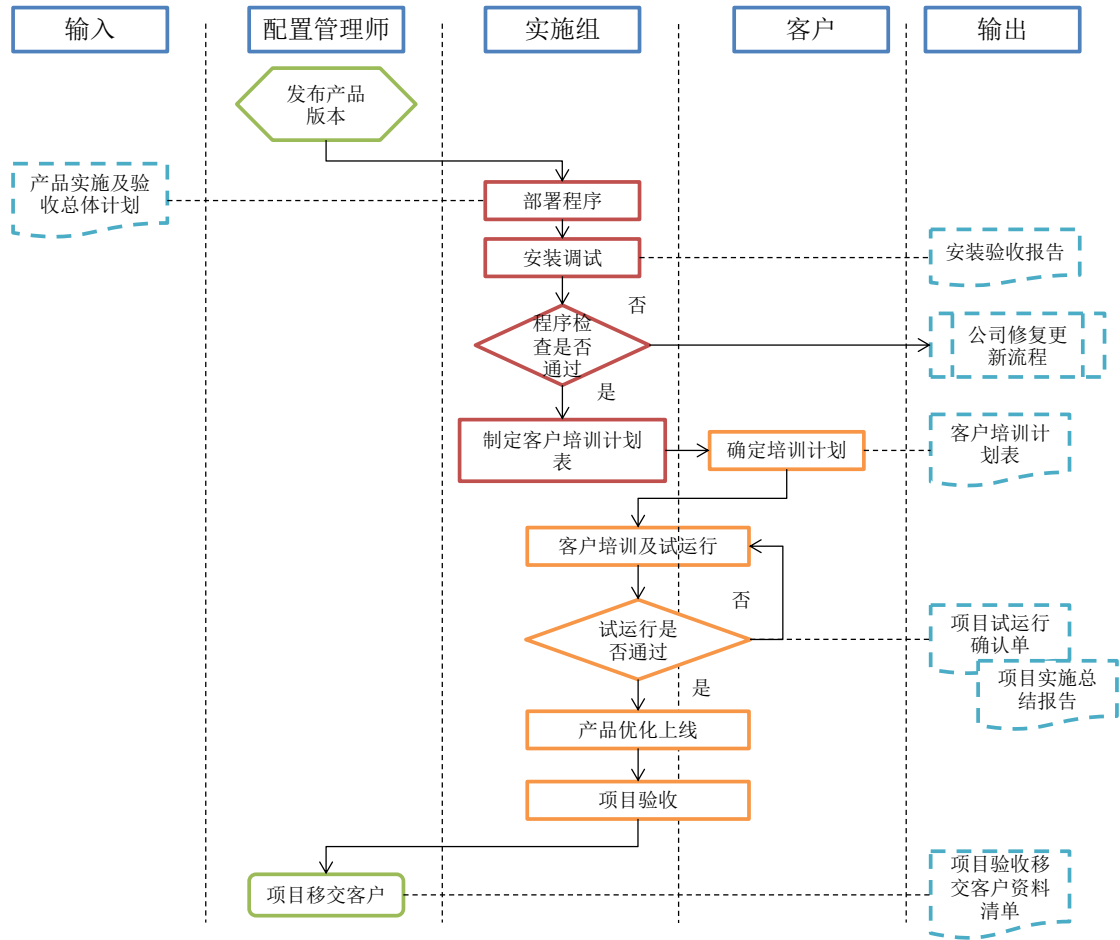 输入
配置管理师
实施组
客户
输出
发布产品
版本
产品实施及验
收总体计划
部署程序
安装调试
安装验收报告
否
程序检
查是否
通过
公司修复更
新流程
是
制定客户培训计划
表
确定培训计划
客户培训计
划表
客户培训及试运行
否
试运行是
否通过
项目试运行
确认单
项目实施总
结报告
是
产品优化上线
项目验收
项目移交客户
项目验收移
交客户资料
清单